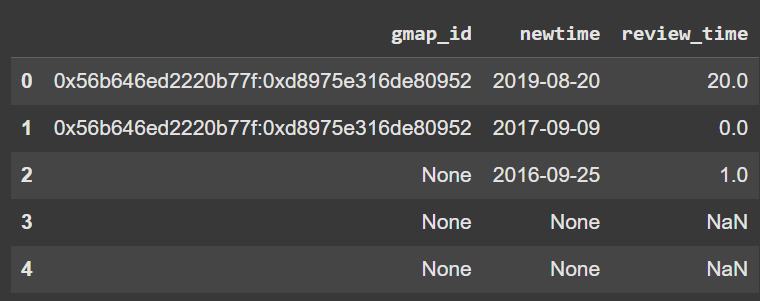 gmap_id newtime review_time
0 0x56b646ed2220b77f:0xd8975e316de80952 2019-08-20 20.0
1 0x56b646ed2220b77f:0xd8975e316de80952 2017-09-09 0.0
2 None 2016-09-25 1.0
3 None None NaN
4 None None NaN